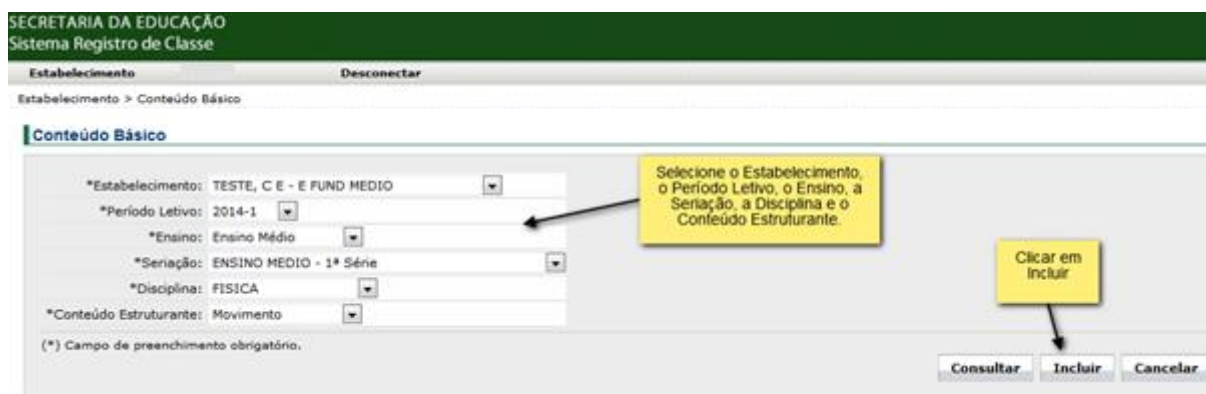 SECRETARIA DA EDUCAÇÃO
Sistema Registro de Classe
Estabelecimento Desconectar
Estabelecimento > Conteúdo Básico
Conteúdo Básico
*Estabelecimento: TESTE, C E - E FUND MEDIO
*Período Letivo: 2014-1
*Ensino: Ensino Médio
*Seriação: ENSINO MEDIO - 1ª Série
*Disciplina: FISICA
*Conteúdo Estruturante: Movimento
(*) Campo de preenchimento obrigatório.
Selecione o Estabelecimento,
o Período Letivo, o Ensino, a
Seriação, a Disciplina e o
Conteúdo Estruturante.
Clicar em
Incluir
Consultar Incluir Cancelar